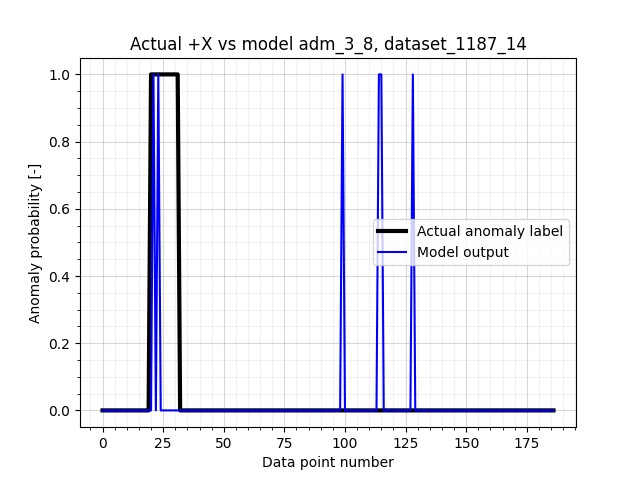 Actual +X vs model adm_3_8, dataset_1187_14
1.0
0.8
0.6
0.4
0.2
0.0
Anomaly probability [-]
Actual anomaly label
Model output
0 25 50 75 100 125 150 175
Data point number